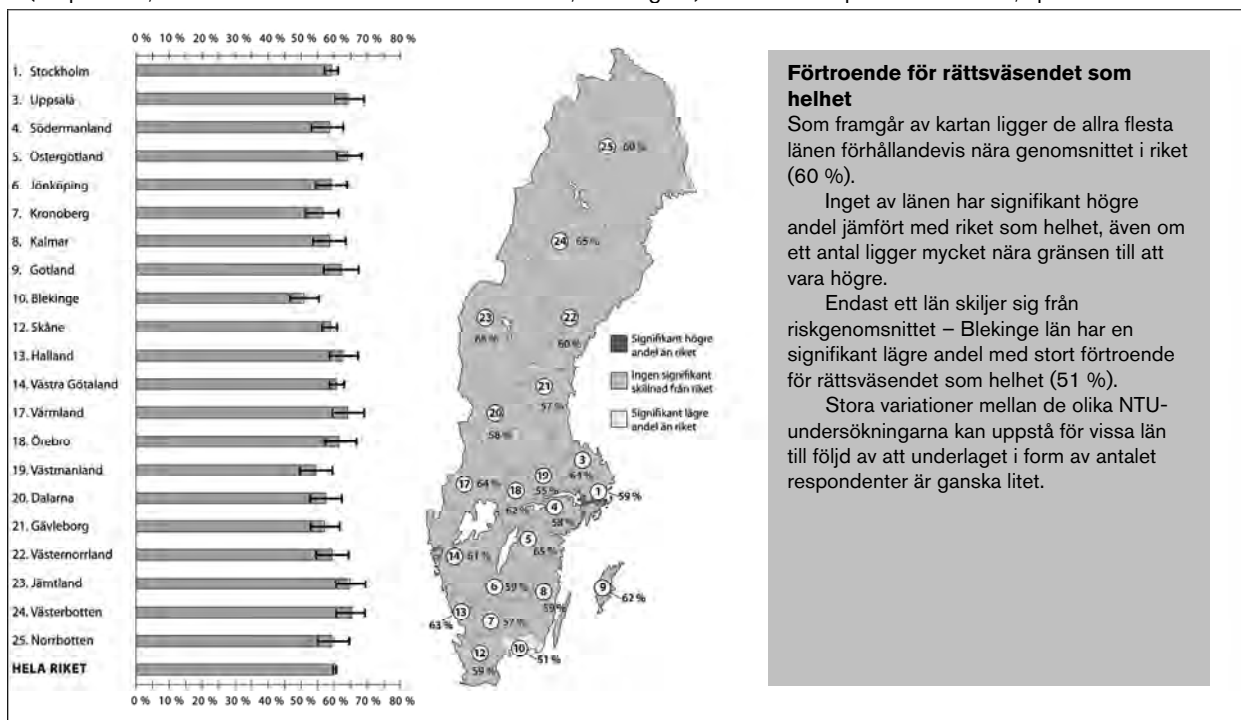 0 % 10 % 20 % 30 % 40 % 50 % 60 % 70 % 80 %
1. Stockholm
3. Uppsala
4. Södermanland
5. Östergötland
6. Jönköping
7. Kronoberg
8. Kalmar
9. Gotland
10. Blekinge
12. Skåne
13. Halland
14. Västra Götaland
17. Värmland
18. Örebro
19. Västmanland
20. Dalarna
21. Gävleborg
22. Västernorrland
23. Jämtland
24. Västerbotten
25. Norrbotten
HELA RIKET
0 % 10 % 20 % 30 % 40 % 50 % 60 % 70 % 80 %
25 60 %
24 65 %
23
22
60 %
21
57 %
20
58 %
3
64 %
19
55 %
1 59 %
17 64 %
18
62 %
4
5
65 %
14 61 %
6 59 %
8
59 %
9
62 %
13
63 %
7 57 %
10
51 %
12
59 %
Signifikant högre
andel än riket
Ingen signifikant
skillnad från riket
Signifikant lägre
andel än riket
Förtroende för rättsväsendet som
helhet
Som framgår av kartan ligger de allra flesta
länen förhållandevis nära genomsnittet i riket
(60 %).
Inget av länen har signifikant högre
andel jämfört med riket som helhet, även om
ett antal ligger mycket nära gränsen till att
vara högre.
Endast ett län skiljer sig från
riskgenomsnittet – Blekinge län har en
signifikant lägre andel med stort förtroende
för rättsväsendet som helhet (51 %).
Stora variationer mellan de olika NTU-
undersökningarna kan uppstå för vissa län
till följd av att underlaget i form av antalet
respondenter är ganska litet.